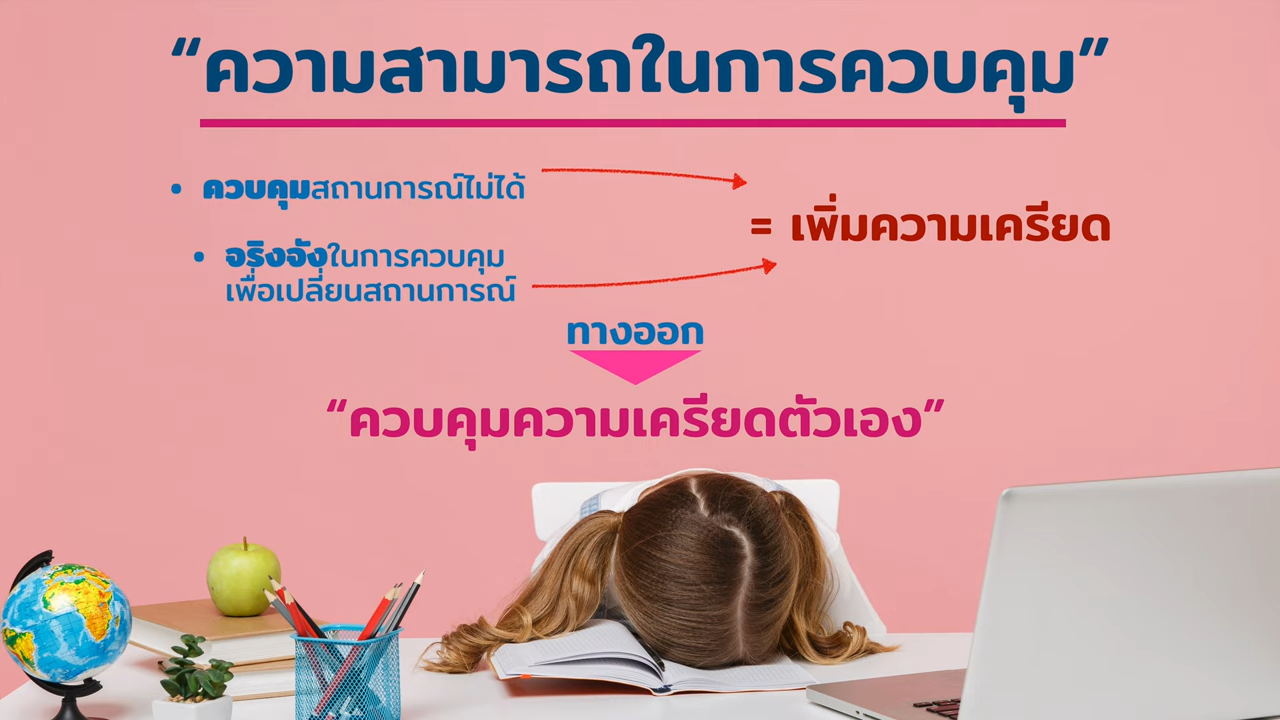 “ความสามารถในการควบคุม”
• ควบคุมสถานการณ์ไม่ได้
= เพิ่มความเครียด
• จริงจังในการควบคุม
เพื่อเปลี่ยนสถานการณ์
ทางออก
“ควบคุมความเครียดตัวเอง”